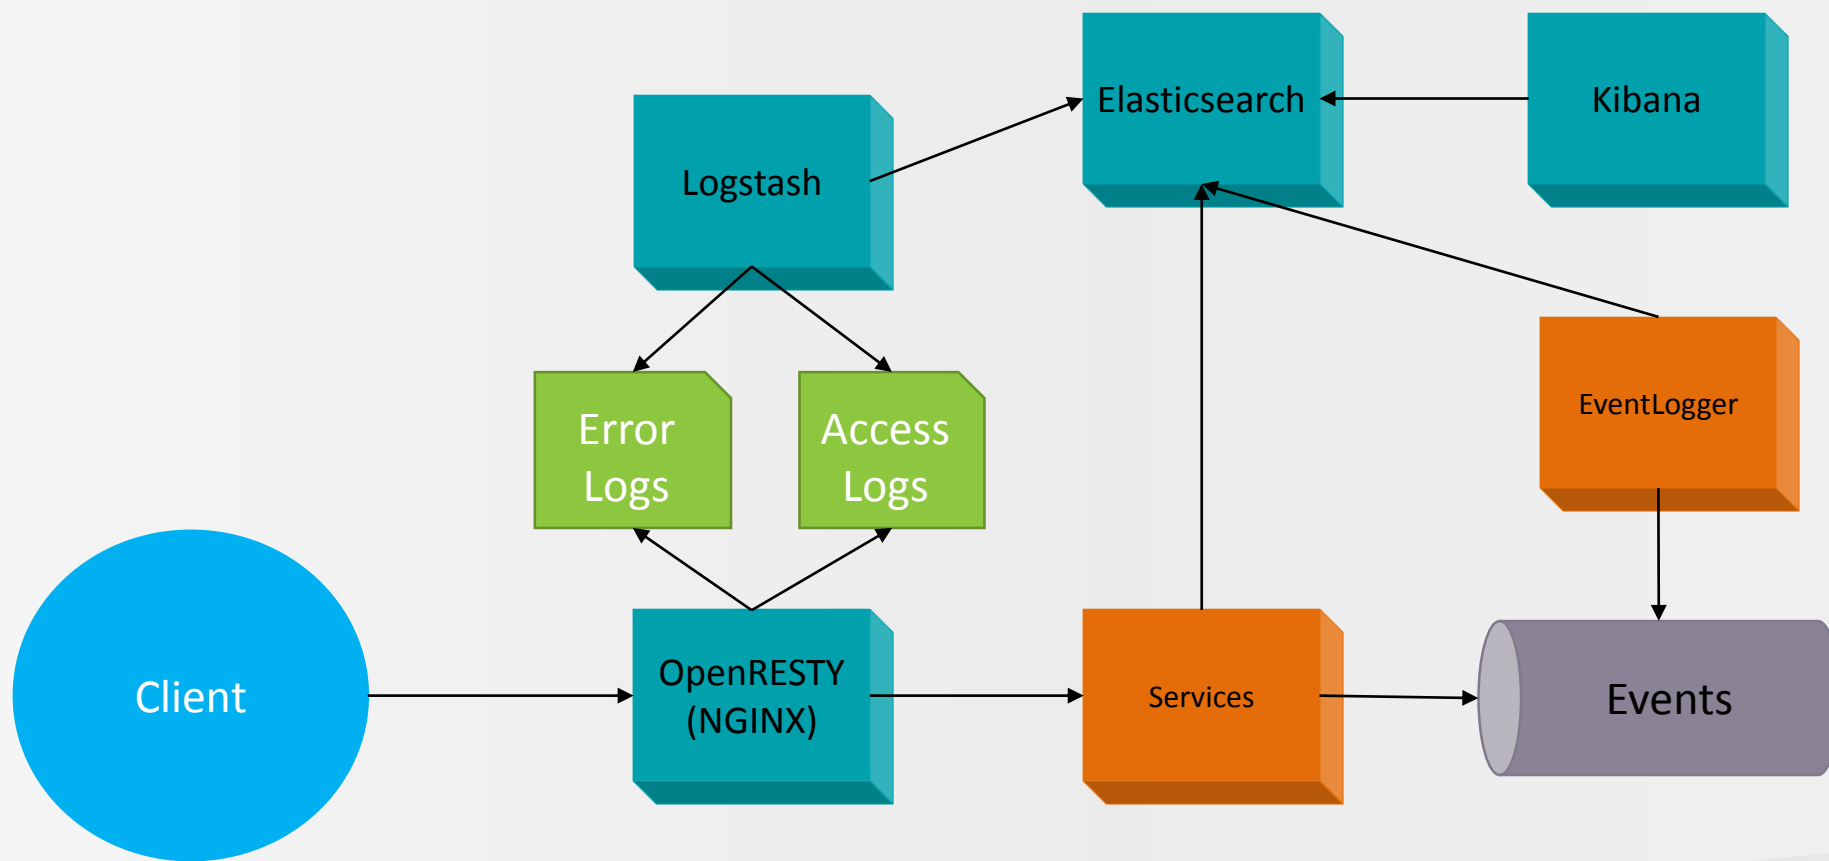 Elasticsearch
Kibana
Logstash
EventLogger
Error
Logs
Access
Logs
Client
OpenRESTY
(NGINX)
Services
Events